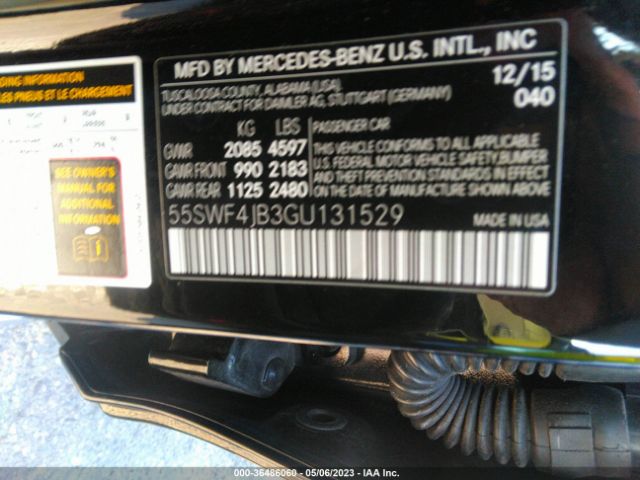 MFD BY MERCEDES-BENZ U.S. INTL., INC
TUSCALOOSA COUNTY, ALABAMA (USA)
UNDER CONTRACT FOR DAIMLER AG, STUTTGART (GERMANY)
12/15
040
KG LBS
GVWR 2085 4597
GAWR FRONT 990 2183
GAWR REAR 1125 2480
PASSENGER CAR
THIS VEHICLE CONFORMS TO ALL APPLICABLE
U.S. FEDERAL MOTOR VEHICLE SAFETY, BUMPER
AND THEFT PREVENTION STANDARDS IN EFFECT
ON THE DATE OF MANUFACTURE SHOWN ABOVE.
55SWF4JB3GU131529
MADE IN USA
DING INFORMATION
LES PNEUS ET LE CHARGEMENT
SEE OWNER'S
MANUAL FOR
ADDITIONAL
INFORMATION
000-36486060 - 05/06/2023 - IAA Inc.